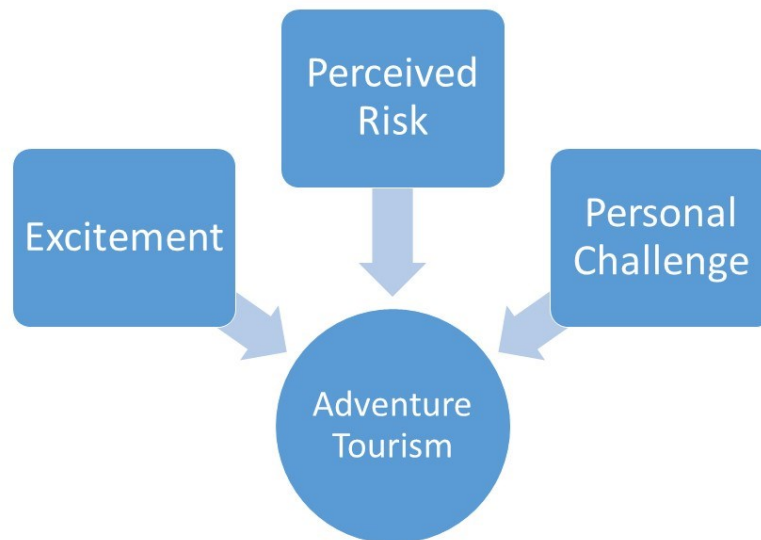 Perceived
Risk
Excitement
Personal
Challenge
Adventure
Tourism